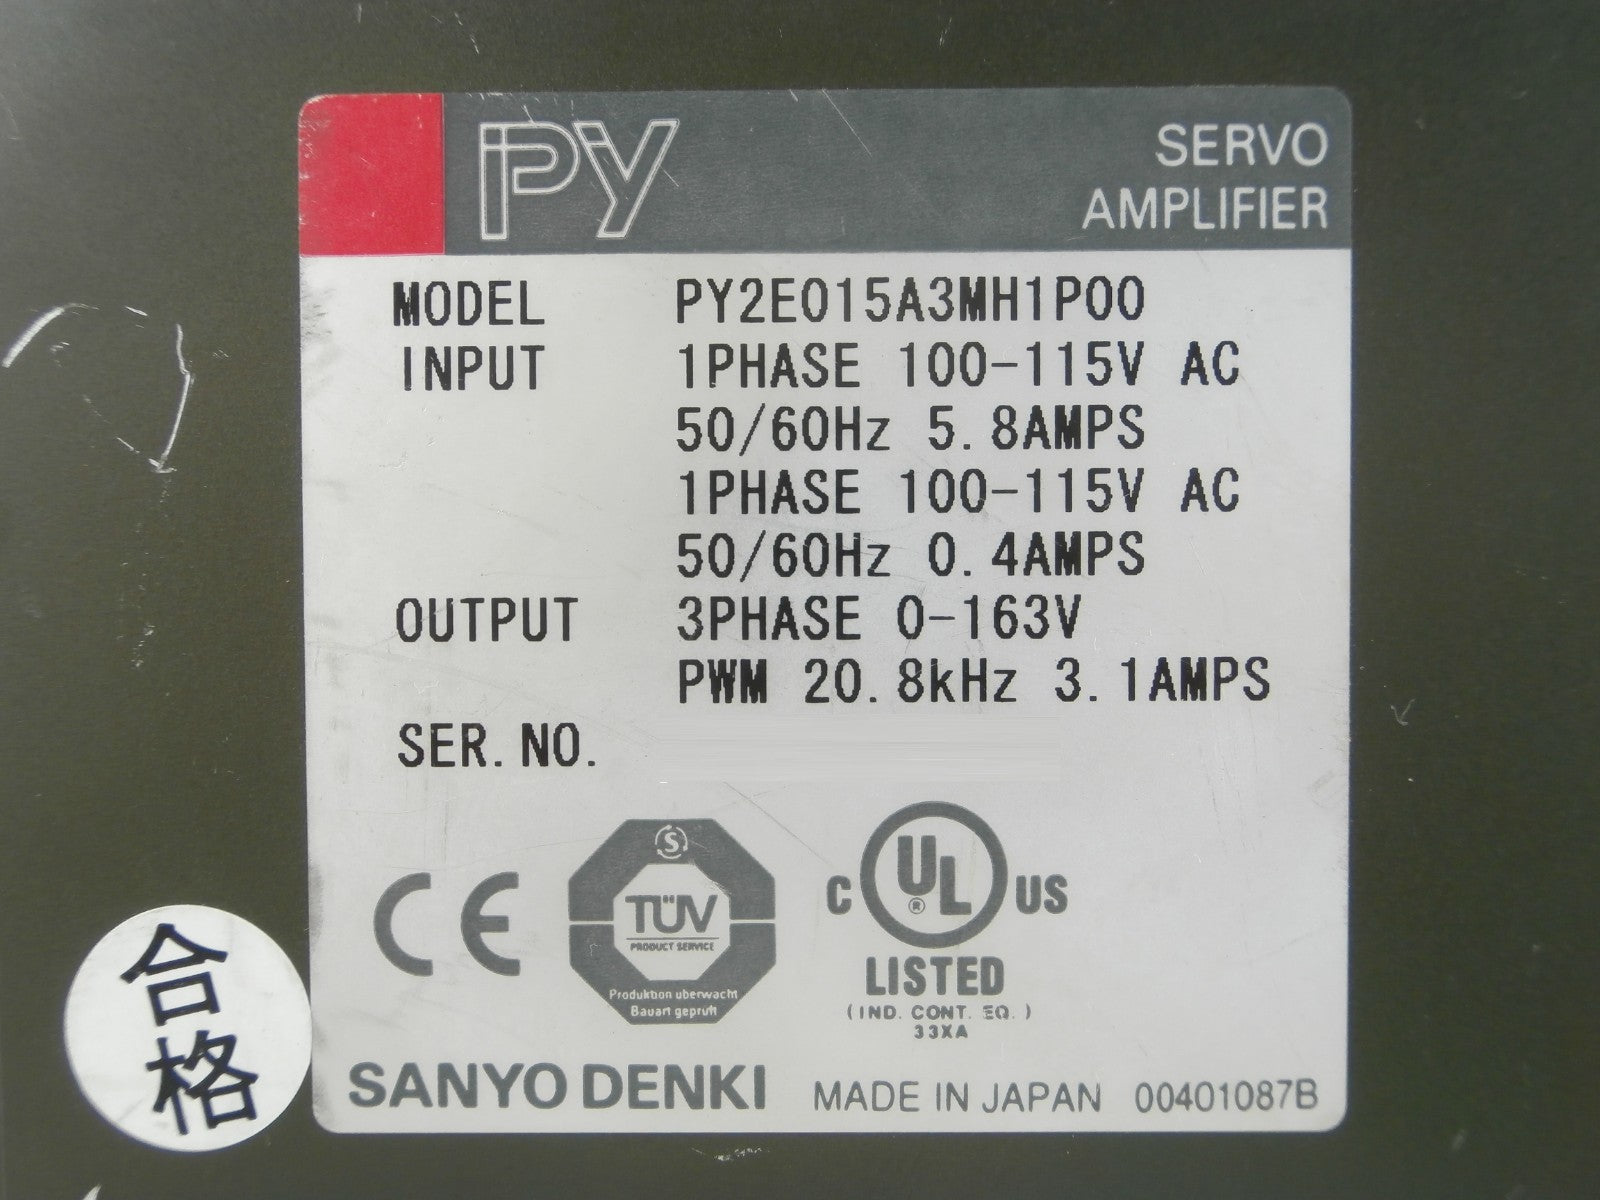 PY
SERVO
AMPLIFIER
MODEL PY2E015A3MH1P00
INPUT 1PHASE 100-115V AC
50/60Hz 5.8AMPS
1PHASE 100-115V AC
50/60Hz 0.4AMPS
OUTPUT 3PHASE 0-163V
PWM 20.8kHz 3.1AMPS
SER.NO.
CE
S
TÜV
PRODUCT SERVICE
Produktion überwacht
Bauart geprüft
C UL ® US
LISTED
(IND. CONT. EQ.)
33XA
合格
SANYO DENKI MADE IN JAPAN 00401087B